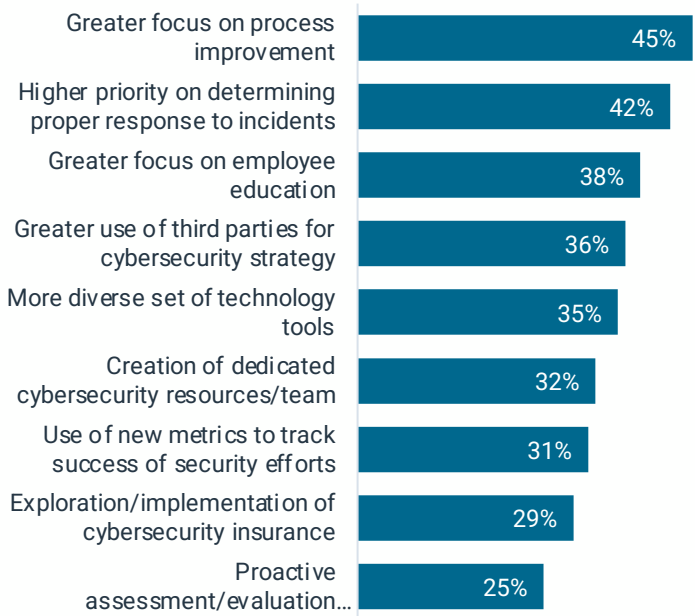 Greater focus on process
improvement
45%
Higher priority on determining
proper response to incidents
42%
Greater focus on employee
education
38%
Greater use of third parties for
cybersecurity strategy
36%
More diverse set of technology
tools
35%
Creation of dedicated
cybersecurity resources/team
32%
Use of new metrics to track
success of security efforts
31%
Exploration/implementation of
cybersecurity insurance
29%
Proactive
assessment/evaluation…
25%